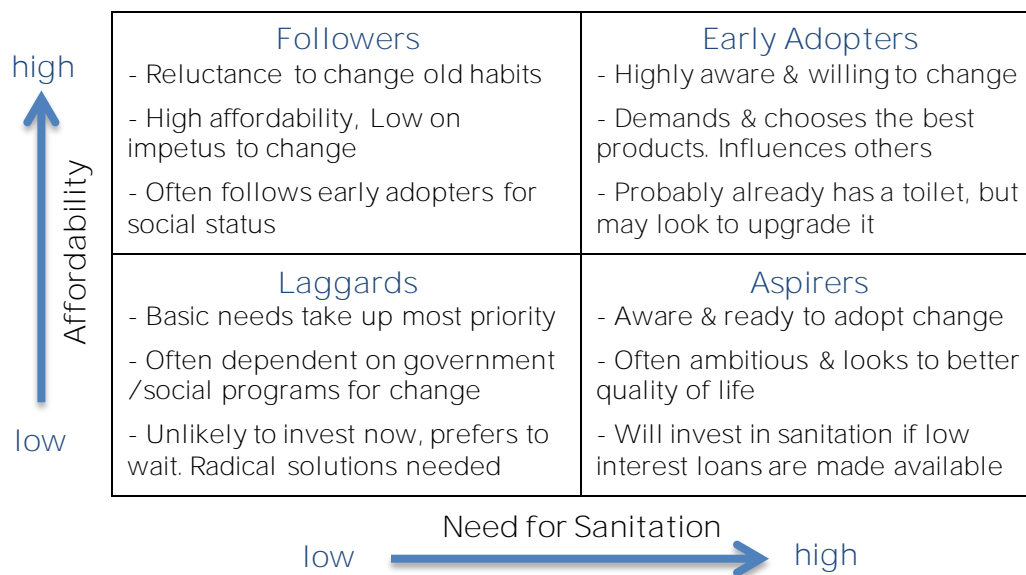 high
Affordability
low
Followers
- Reluctance to change old habits
- High affordability, Low on
impetus to change
- Often follows early adopters for
social status
Early Adopters
- Highly aware & willing to change
- Demands & chooses the best
products. Influences others
- Probably already has a toilet, but
may look to upgrade it
Laggards
- Basic needs take up most priority
- Often dependent on government
/social programs for change
- Unlikely to invest now, prefers to
wait. Radical solutions needed
Aspirers
- Aware & ready to adopt change
- Often ambitious & looks to better
quality of life
- Will invest in sanitation if low
interest loans are made available
Need for Sanitation
low
high